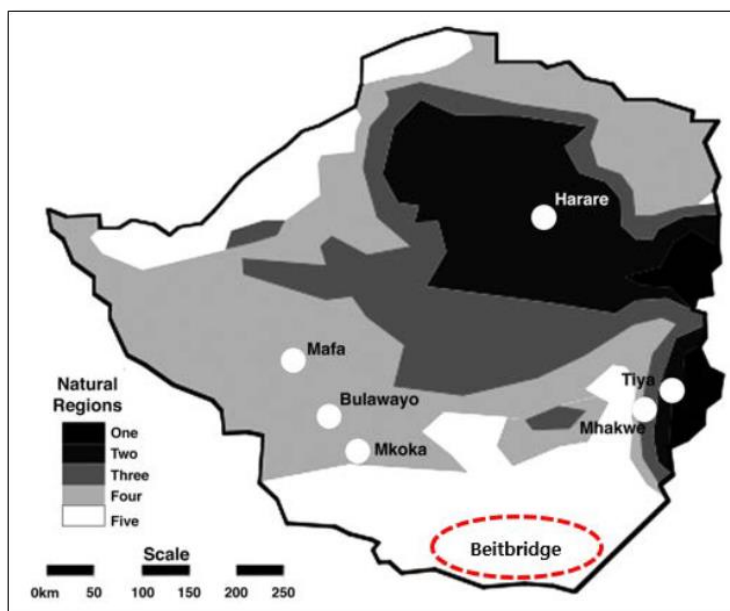 Harare
Mafa
Tiya
Bulawayo
Mhakwe
Mkoka
Natural
Regions
One
Two
Three
Four
Five
Beitbridge
Scale
0km 50 100 150 200 250